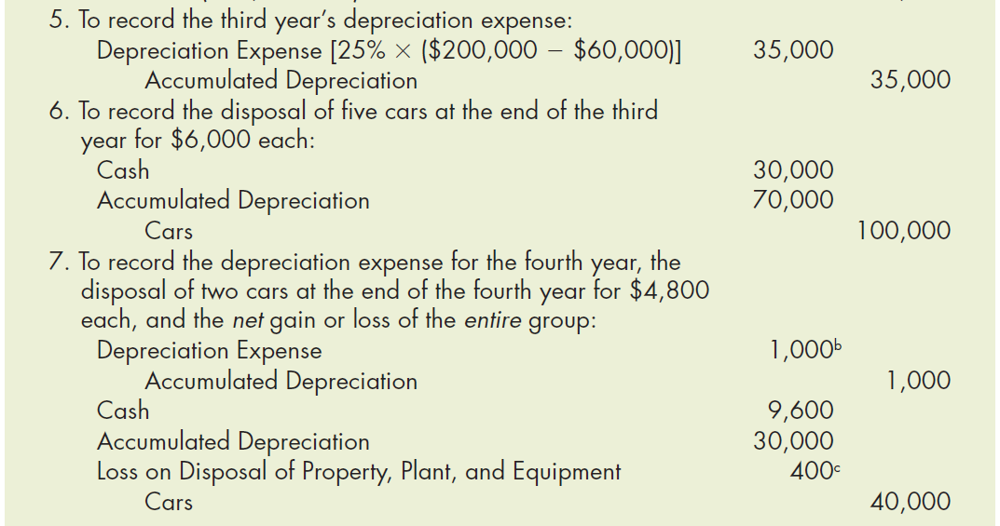 5. To record the third year's depreciation expense:
Depreciation Expense [25% × ($200,000 − $60,000)] 35,000
Accumulated Depreciation 35,000
6. To record the disposal of five cars at the end of the third
year for $6,000 each:
Cash 30,000
Accumulated Depreciation 70,000
Cars 100,000
7. To record the depreciation expense for the fourth year, the
disposal of two cars at the end of the fourth year for $4,800
each, and the net gain or loss of the entire group:
Depreciation Expense 1,000ᵇ
Accumulated Depreciation 1,000
Cash 9,600
Accumulated Depreciation 30,000
Loss on Disposal of Property, Plant, and Equipment 400ᶜ
Cars 40,000